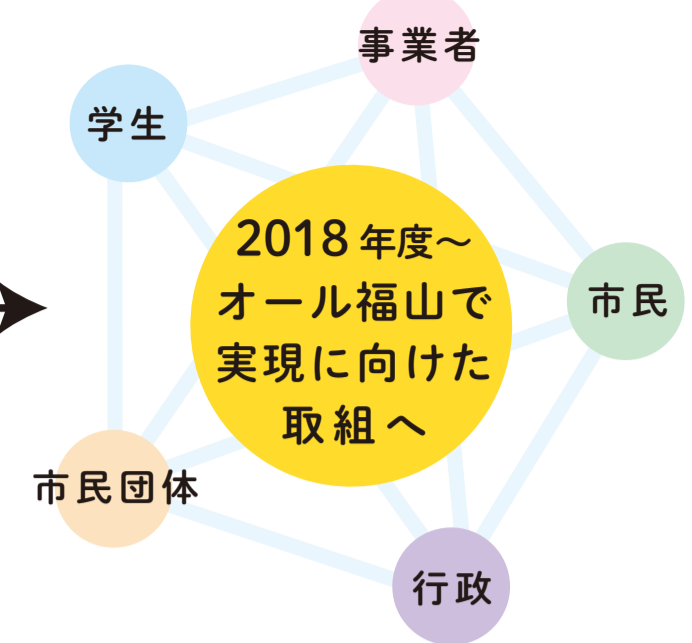 事業者
学生
2018年度～
オール福山で
実現に向けた
取組へ
市民
市民団体
行政